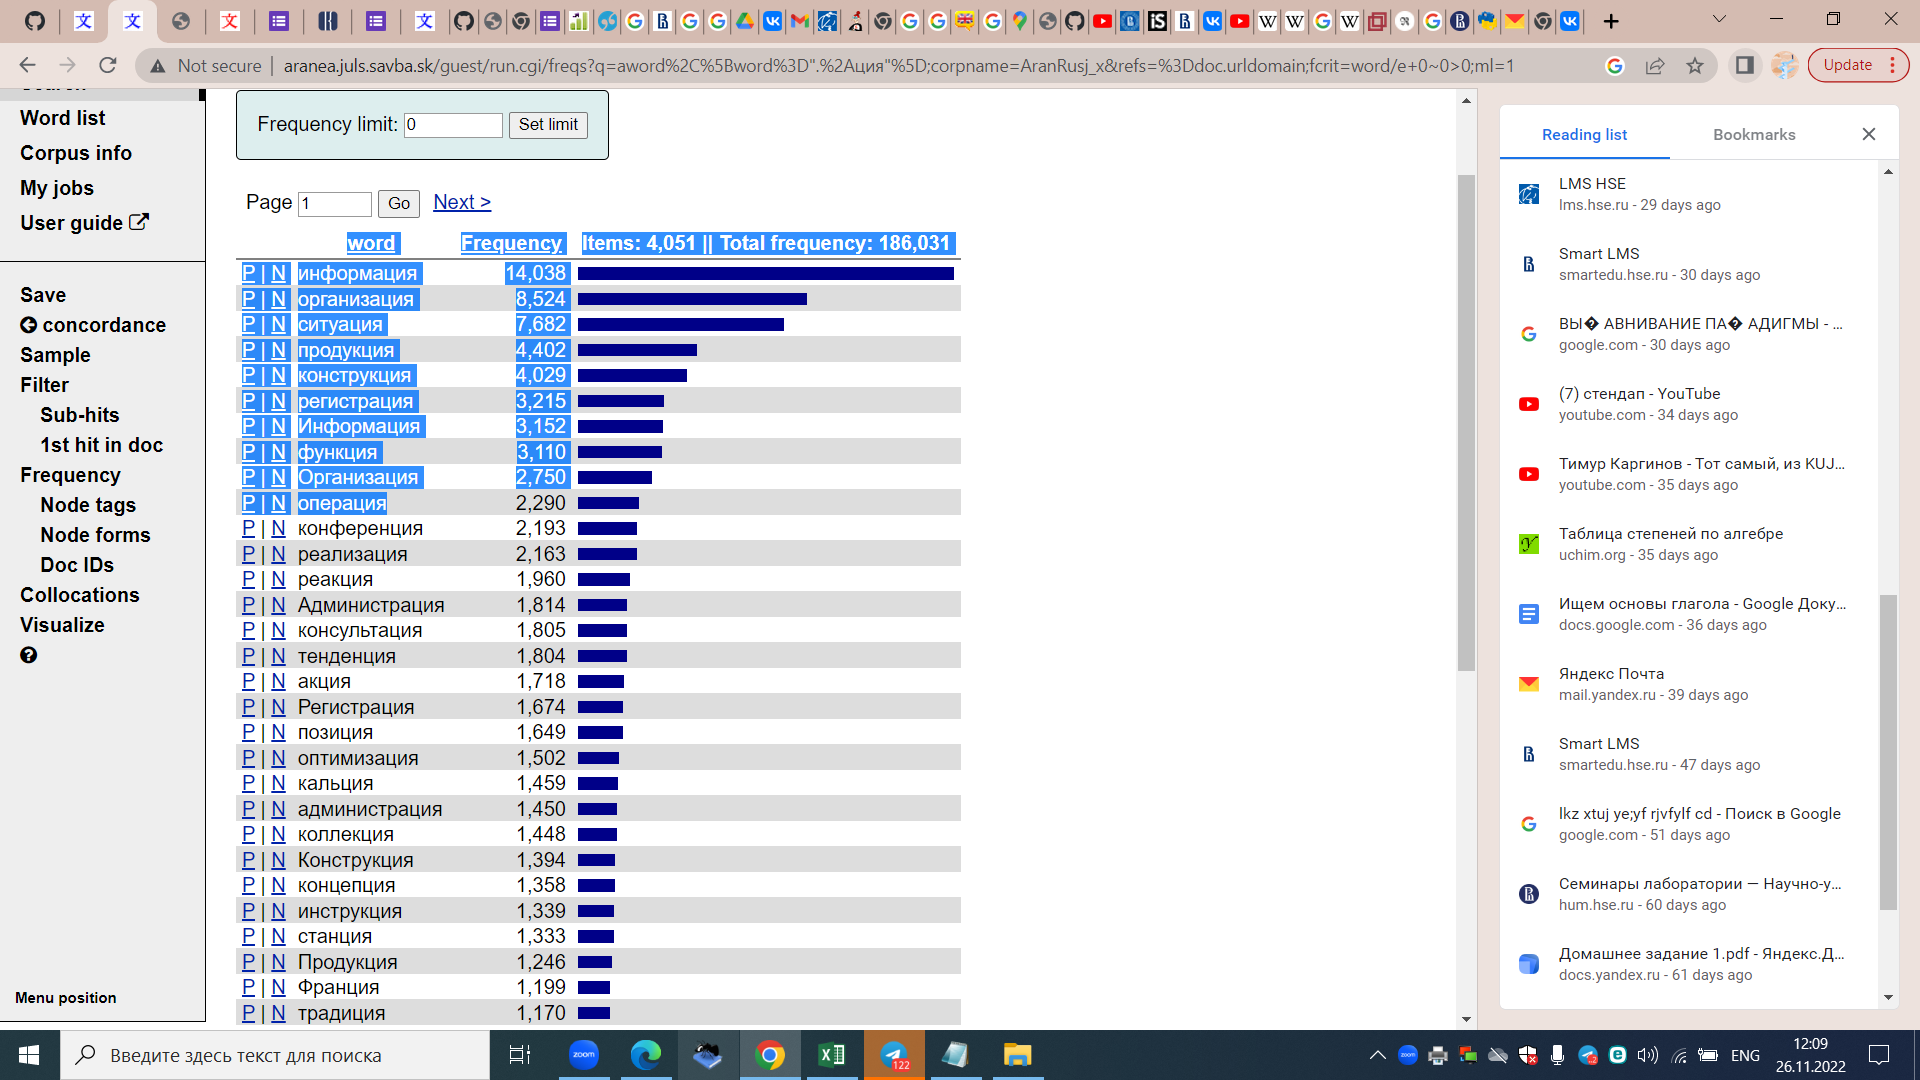 Not secure | aranea.juls.savba.sk/guest/run.cgi/freqs?q=aword%2C%5Bword%3D".%2Aция"%5D;corpname=AranRusj_x&refs=%3Ddoc.urldomain;fcrit=word/e+0~0>0;ml=1
Update
Word list
Corpus info
My jobs
User guide
Save
concordance
Sample
Filter
Sub-hits
1st hit in doc
Frequency
Node tags
Node forms
Doc IDs
Collocations
Visualize
Menu position
Frequency limit: 0 Set limit
Page 1 Go Next >
word Frequency Items: 4,051 || Total frequency: 186,031
P | N информация 14,038
P | N организация 8,524
P | N ситуация 7,682
P | N продукция 4,402
P | N конструкция 4,029
P | N регистрация 3,215
P | N Информация 3,152
P | N функция 3,110
P | N Организация 2,750
P | N операция 2,290
P | N конференция 2,193
P | N реализация 2,163
P | N реакция 1,960
P | N Администрация 1,814
P | N консультация 1,805
P | N тенденция 1,804
P | N акция 1,718
P | N Регистрация 1,674
P | N позиция 1,649
P | N оптимизация 1,502
P | N кальция 1,459
P | N администрация 1,450
P | N коллекция 1,448
P | N Конструкция 1,394
P | N концепция 1,358
P | N инструкция 1,339
P | N станция 1,333
P | N Продукция 1,246
P | N Франция 1,199
P | N традиция 1,170
Reading list Bookmarks
LMS HSE
lms.hse.ru - 29 days ago
Smart LMS
smartedu.hse.ru - 30 days ago
ВЫ� АВНИВАНИЕ ПА� АДИГМЫ - ...
google.com - 30 days ago
(7) стендап - YouTube
youtube.com - 34 days ago
Тимур Каргинов - Тот самый, из KUJ...
youtube.com - 35 days ago
Таблица степеней по алгебре
uchim.org - 35 days ago
Ищем основы глагола - Google Доку...
docs.google.com - 36 days ago
Яндекс Почта
mail.yandex.ru - 39 days ago
Smart LMS
smartedu.hse.ru - 47 days ago
lkz xtuj ye;yf rjvfylf cd - Поиск в Google
google.com - 51 days ago
Семинары лаборатории — Научно-у...
hum.hse.ru - 60 days ago
Домашнее задание 1.pdf - Яндекс.Д...
docs.yandex.ru - 61 days ago
Введите здесь текст для поиска
zoom
122
ENG
12:09
26.11.2022